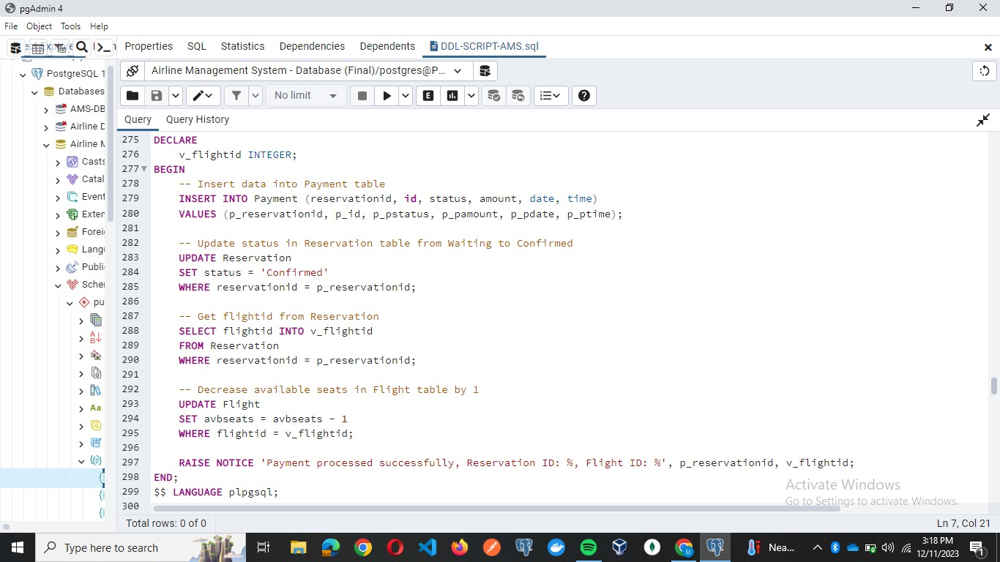 pgAdmin 4
File Object Tools Help
Properties SQL Statistics Dependencies Dependents DDL-SCRIPT-AMS.sql
PostgreSQL 1
Databases
AMS-DB
Airline D
Airline M
Casts
Catal
Event
Exter
Forei
Langu
Publi
Scher
pu
Aa
Airline Management System - Database (Final)/postgres@P...
No limit
E
Query Query History
275 DECLARE
276 v_flightid INTEGER;
277 BEGIN
278 -- Insert data into Payment table
279 INSERT INTO Payment (reservationid, id, status, amount, date, time)
280 VALUES (p_reservationid, p_id, p_pstatus, p_pamount, p_pdate, p_ptime);
281
282 -- Update status in Reservation table from Waiting to Confirmed
283 UPDATE Reservation
284 SET status = 'Confirmed'
285 WHERE reservationid = p_reservationid;
286
287 -- Get flightid from Reservation
288 SELECT flightid INTO v_flightid
289 FROM Reservation
290 WHERE reservationid = p_reservationid;
291
292 -- Decrease available seats in Flight table by 1
293 UPDATE Flight
294 SET avbseats = avbseats - 1
295 WHERE flightid = v_flightid;
296
297 RAISE NOTICE 'Payment processed successfully, Reservation ID: %, Flight ID: %', p_reservationid, v_flightid;
298 END;
299 $$ LANGUAGE plpgsql;
300
Activate Windows
Go to Settings to activate Windows.
Total rows: 0 of 0
Ln 7, Col 21
Type here to search
Nea...
3:18 PM
12/11/2023
1